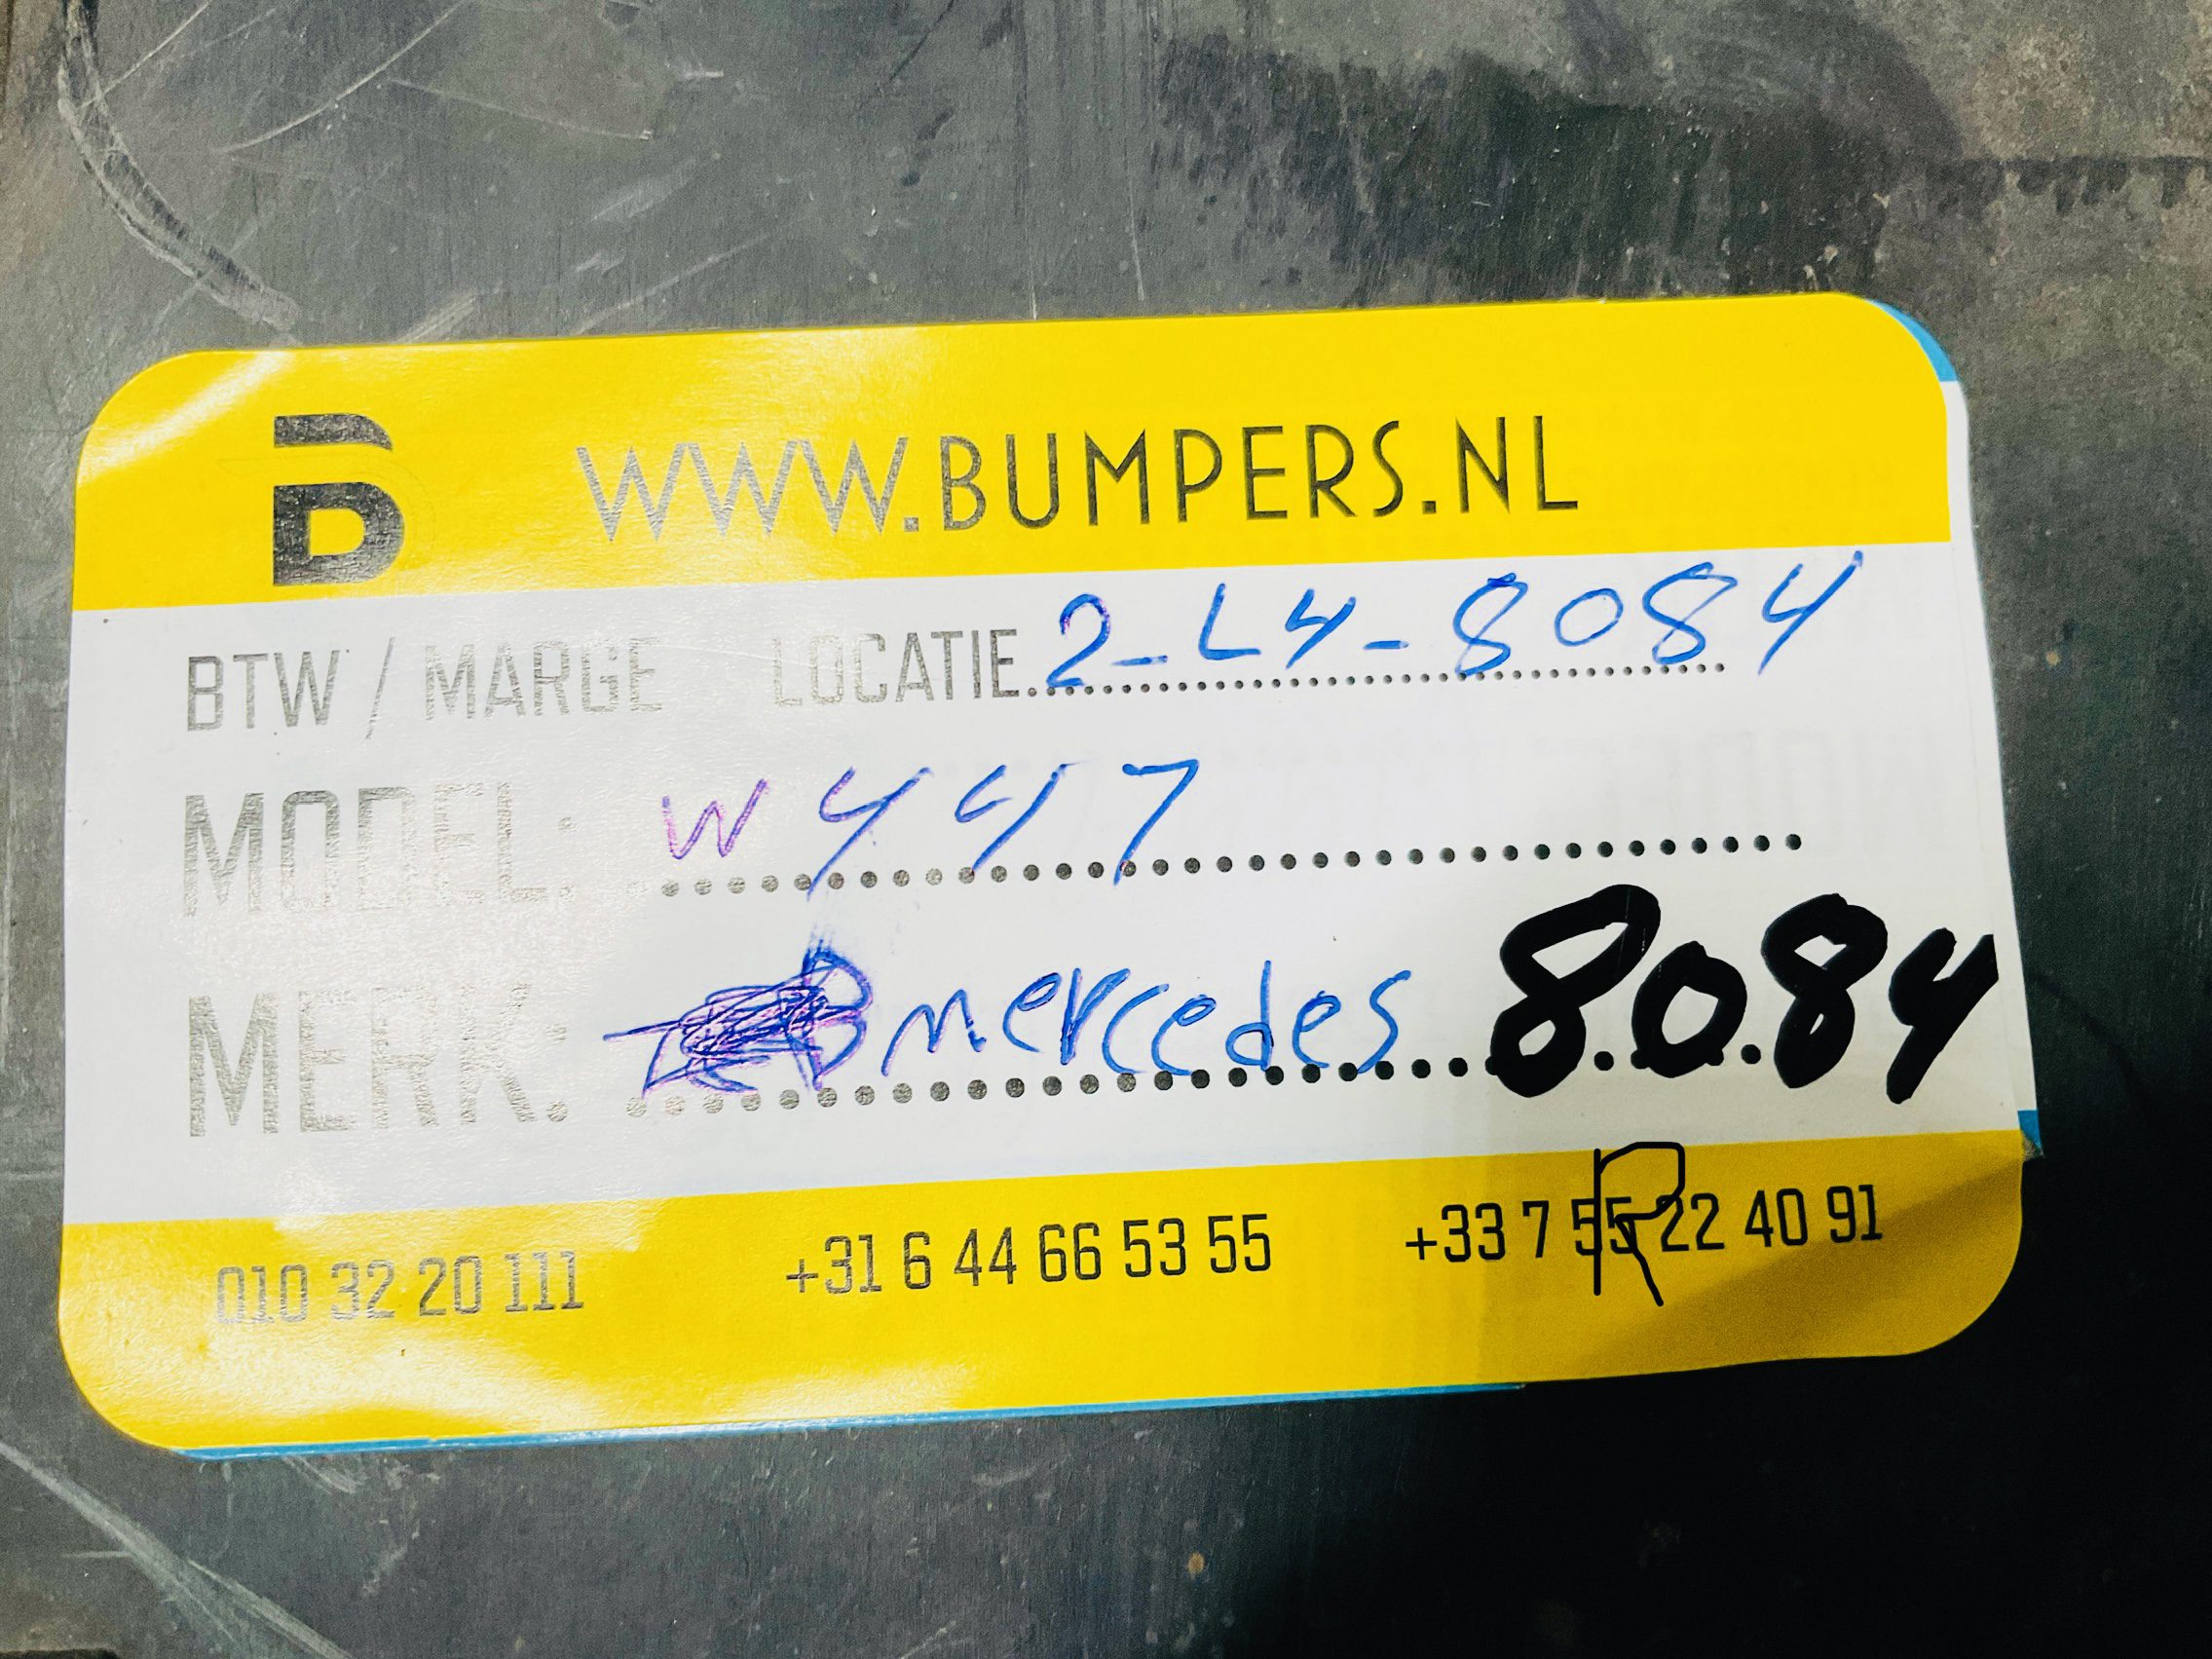 B WWW.BUMPERS.NL
BTW / MARGE LOCATIE. 2-L4-8084
MODEL: W447
MERK: mercedes 8084
R
010 32 20 111 +31 6 44 66 53 55 +33 7 55 22 40 91